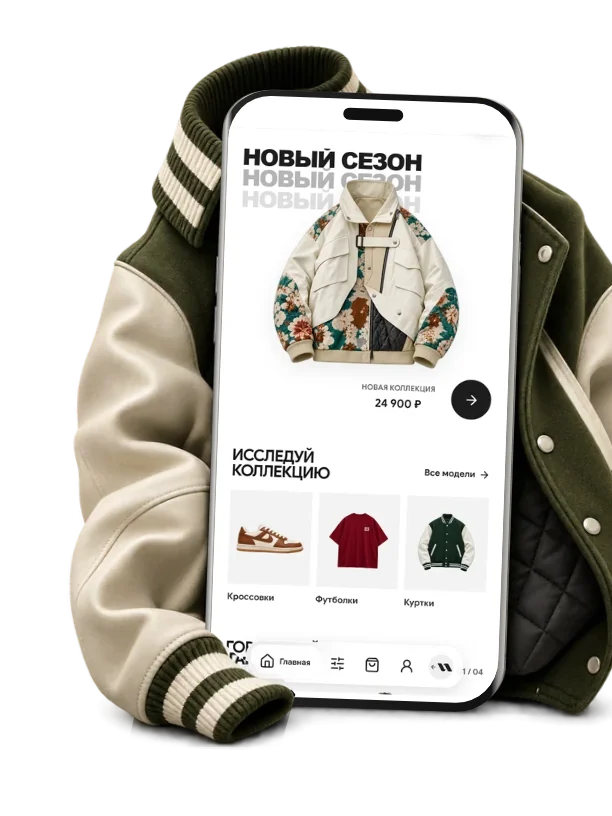 НОВЫЙ СЕЗОН
НОВЫЙ СЕЗОН
НОВЫЙ СЕЗОН
НОВАЯ КОЛЛЕКЦИЯ
24 900 ₽
ИССЛЕДУЙ
КОЛЛЕКЦИЮ
Все модели →
Кроссовки
Футболки
Куртки
Главная
1 / 04